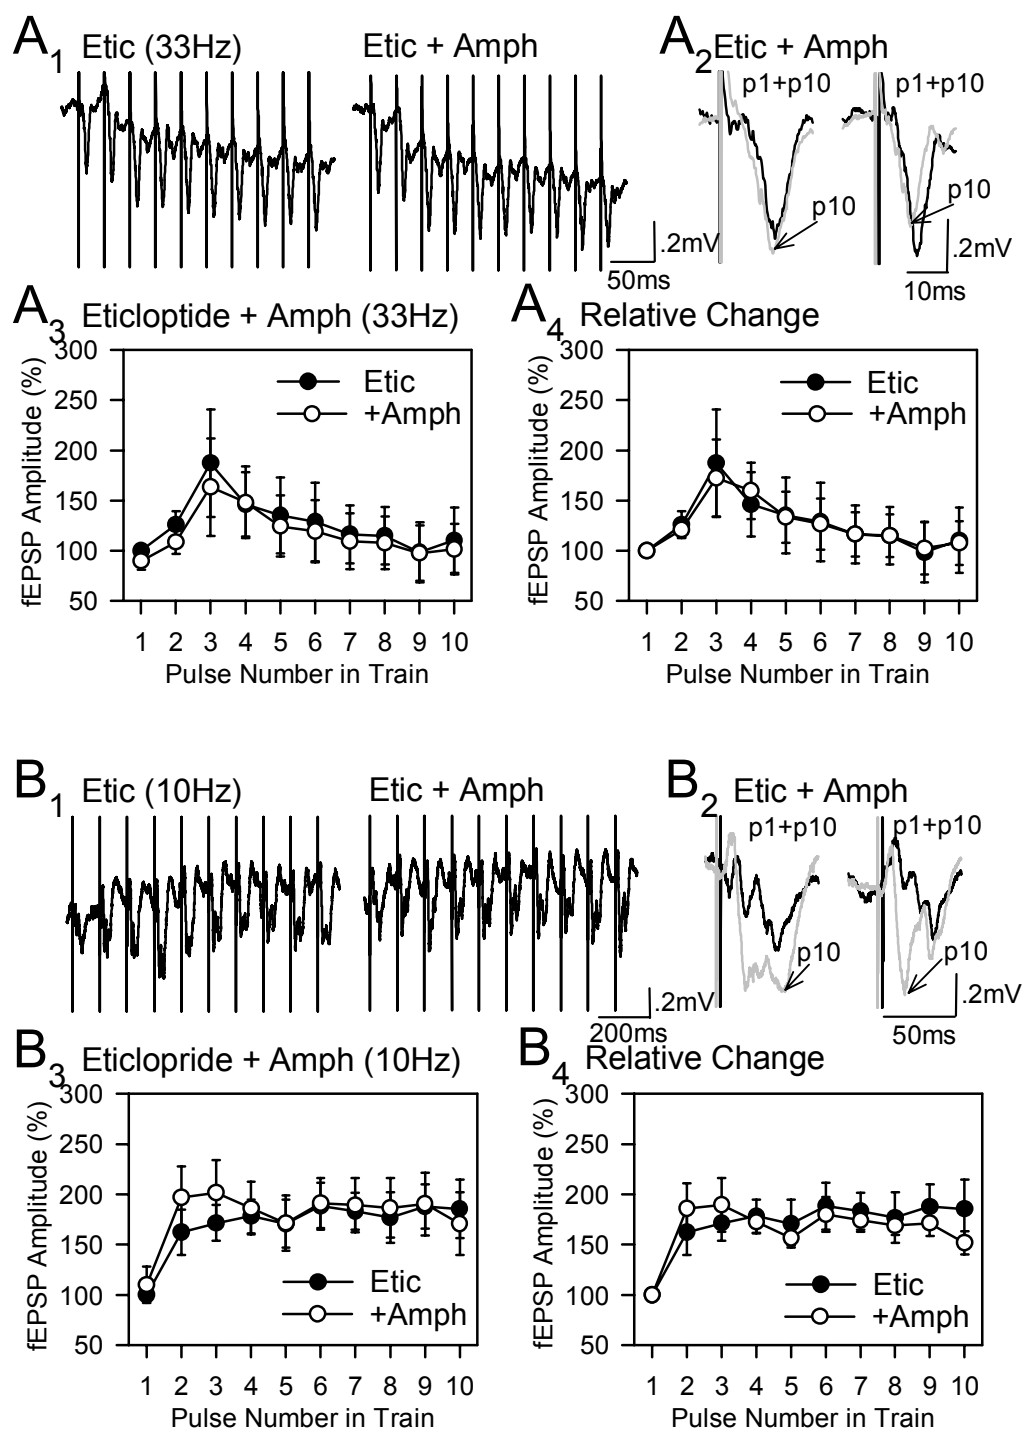 A1 Etic (33Hz) Etic + Amph A2 Etic + Amph
p1+p10 p1+p10
p10 p10
.2mV .2mV
50ms 10ms
A3 Eticloptide + Amph (33Hz) A4 Relative Change
fEPSP Amplitude (%)
300
250
200
150
100
50
Etic
+Amph
1 2 3 4 5 6 7 8 9 10
Pulse Number in Train
fEPSP Amplitude (%)
300
250
200
150
100
50
Etic
+Amph
1 2 3 4 5 6 7 8 9 10
Pulse Number in Train
B1 Etic (10Hz) Etic + Amph B2 Etic + Amph
p1+p10 p1+p10
p10 p10
.2mV .2mV
200ms 50ms
B3 Eticlopride + Amph (10Hz) B4 Relative Change
fEPSP Amplitude (%)
300
250
200
150
100
50
Etic
+Amph
1 2 3 4 5 6 7 8 9 10
Pulse Number in Train
fEPSP Amplitude (%)
300
250
200
150
100
50
Etic
+Amph
1 2 3 4 5 6 7 8 9 10
Pulse Number in Train